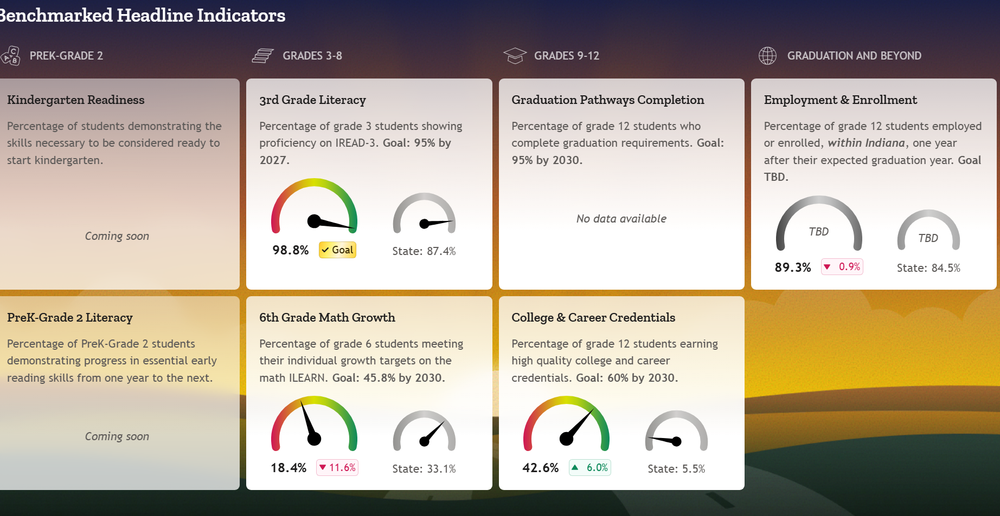 Benchmarked Headline Indicators
PREK-GRADE 2
GRADES 3-8
GRADES 9-12
GRADUATION AND BEYOND
Kindergarten Readiness
Percentage of students demonstrating the
skills necessary to be considered ready to
start kindergarten.
Coming soon
3rd Grade Literacy
Percentage of grade 3 students showing
proficiency on IREAD-3. Goal: 95% by
2027.
98.8%
Goal
State: 87.4%
Graduation Pathways Completion
Percentage of grade 12 students who
complete graduation requirements. Goal:
95% by 2030.
No data available
Employment & Enrollment
Percentage of grade 12 students employed
or enrolled, within Indiana, one year
after their expected graduation year. Goal
TBD.
TBD
TBD
89.3%
0.9%
State: 84.5%
PreK-Grade 2 Literacy
Percentage of PreK-Grade 2 students
demonstrating progress in essential early
reading skills from one year to the next.
Coming soon
6th Grade Math Growth
Percentage of grade 6 students meeting
their individual growth targets on the
math ILEARN. Goal: 45.8% by 2030.
18.4%
11.6%
State: 33.1%
College & Career Credentials
Percentage of grade 12 students earning
high quality college and career
credentials. Goal: 60% by 2030.
42.6%
6.0%
State: 5.5%